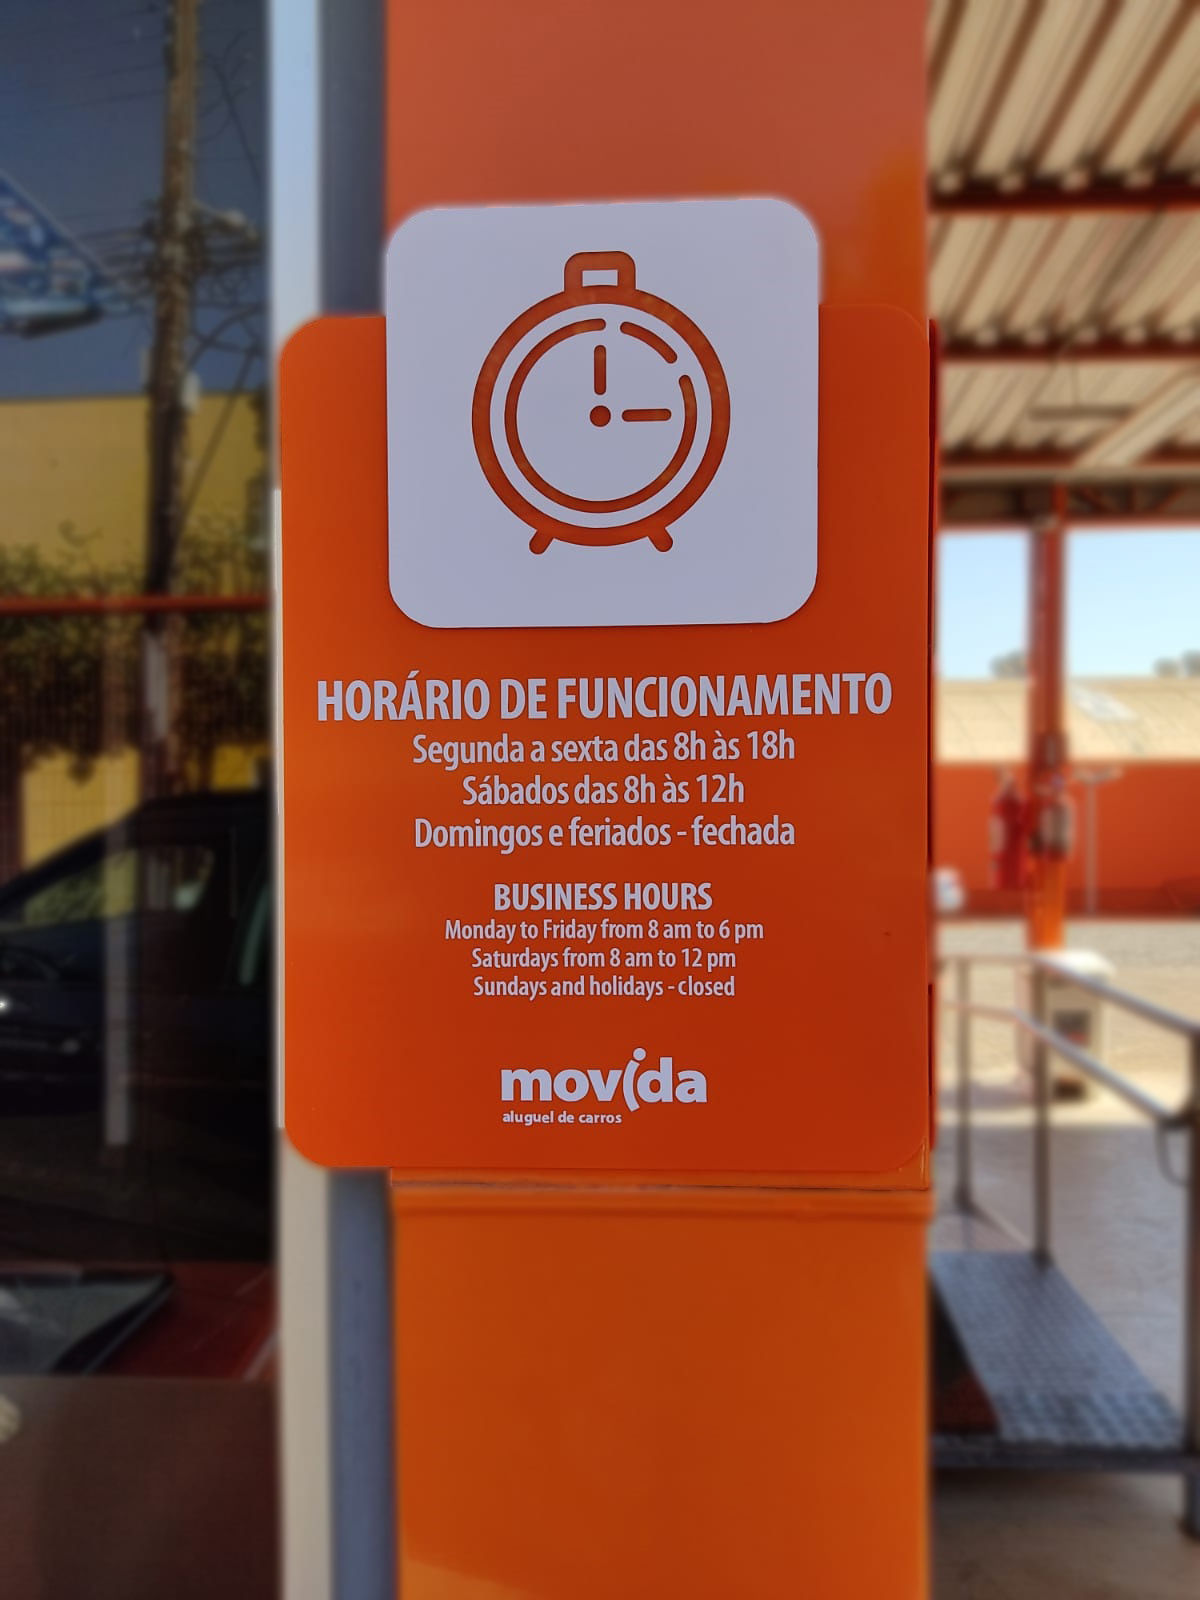 HORÁRIO DE FUNCIONAMENTO
Segunda a sexta das 8h às 18h
Sábados das 8h às 12h
Domingos e feriados - fechada
BUSINESS HOURS
Monday to Friday from 8 am to 6 pm
Saturdays from 8 am to 12 pm
Sundays and holidays - closed
movida
aluguel de carros